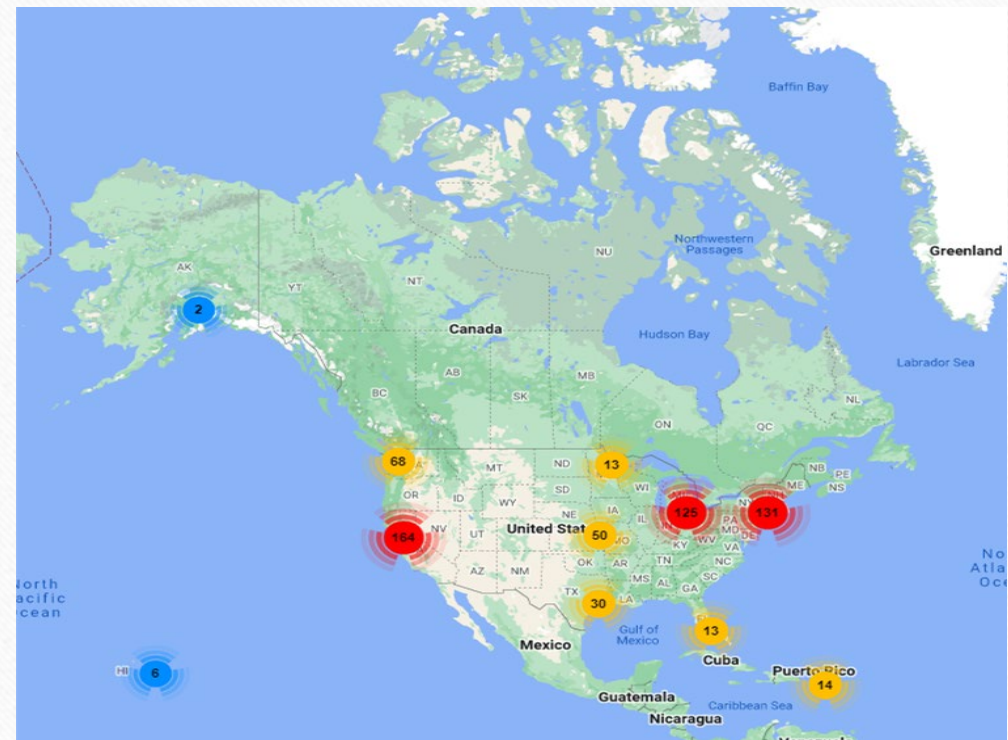 Baffin Bay
Greenland
NU
Northwestern
Passages
AK
YT
NT
2
Canada
Hudson Bay
Labrador Sea
AB
MB
BC
SK
NL
ON
QC
68
13
MT
ND
NB
PE
WI
ME
NS
OR
ID
SD
WY
125
131
NY
NE
IA
IL
PA
MD
164
NV
UT
United Stat
50
MO
KY
WV
DE
VA
OK
AR
TN
NC
AZ
NM
MS
AL
SC
GA
TX
30
LA
North
acific
cean
No
Atla
Oce
Gulf of
Mexico
13
Mexico
Cuba
HI
6
Puerto Rico
14
Guatemala
Caribbean Sea
Nicaragua